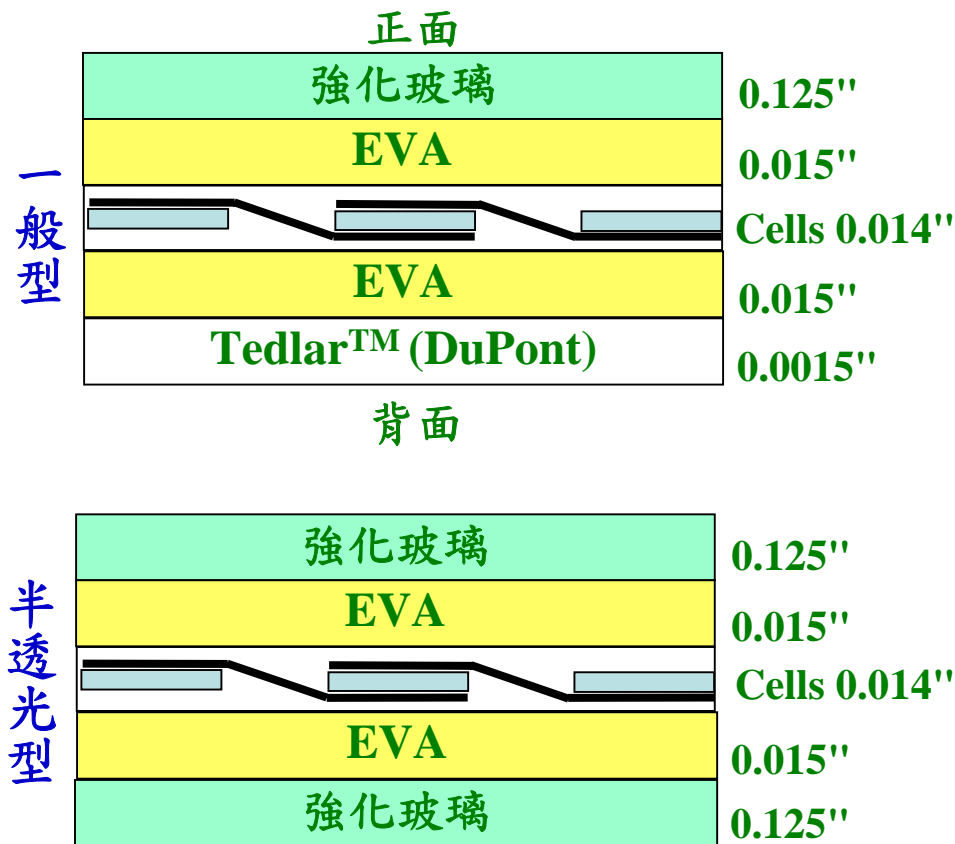 正面
一般型
強化玻璃 0.125"
EVA 0.015"
Cells 0.014"
EVA 0.015"
Tedlar™ (DuPont) 0.0015"
背面
半透光型
強化玻璃 0.125"
EVA 0.015"
Cells 0.014"
EVA 0.015"
強化玻璃 0.125"